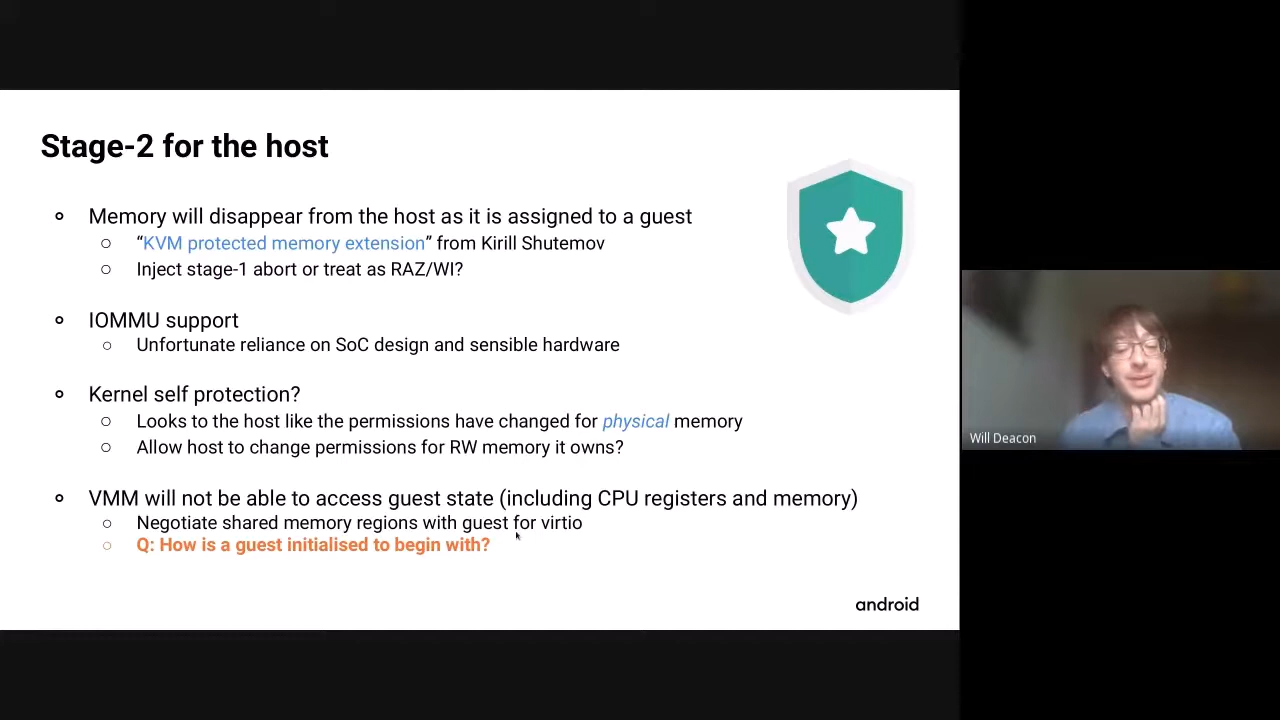 Stage-2 for the host
Memory will disappear from the host as it is assigned to a guest
“KVM protected memory extension” from Kirill Shutemov
Inject stage-1 abort or treat as RAZ/WI?
IOMMU support
Unfortunate reliance on SoC design and sensible hardware
Kernel self protection?
Looks to the host like the permissions have changed for physical memory
Allow host to change permissions for RW memory it owns?
VMM will not be able to access guest state (including CPU registers and memory)
Negotiate shared memory regions with guest for virtio
Q: How is a guest initialised to begin with?
android
Will Deacon